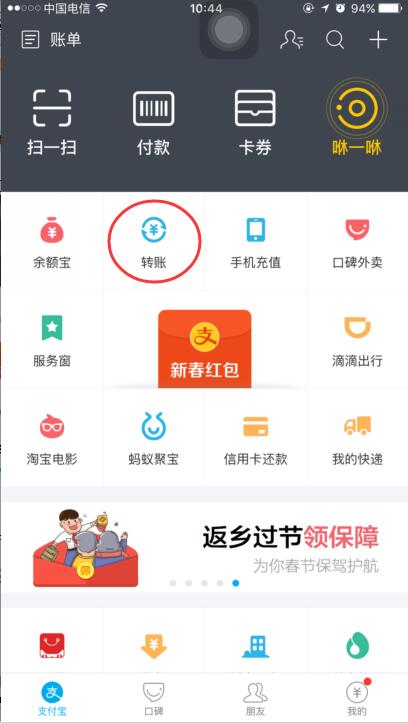 中国电信 10:44 94%
账单
扫一扫 付款 卡券 咻一咻
余额宝 转账 手机充值 口碑外卖
服务窗 支 新春红包 滴滴出行
淘宝电影 蚂蚁聚宝 信用卡还款 我的快递
返乡过节领保障
为你春节保驾护航
保
支付宝 口碑 朋友 我的